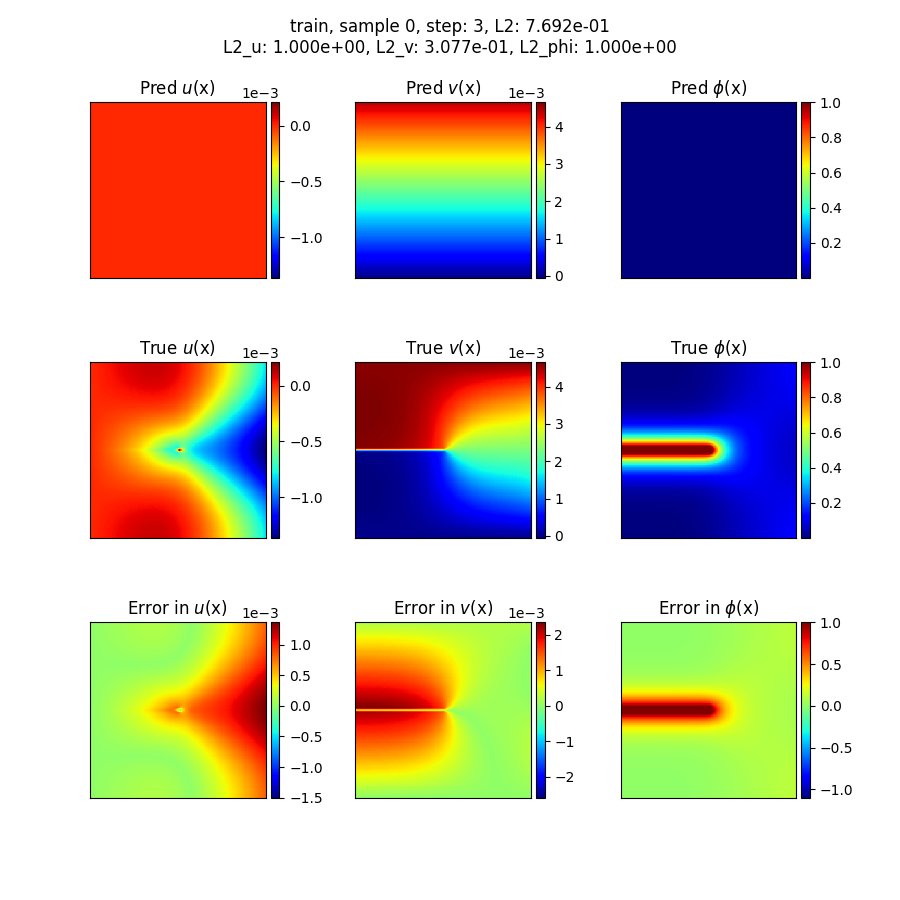 train, sample 0, step: 3, L2: 7.692e-01
L2_u: 1.000e+00, L2_v: 3.077e-01, L2_phi: 1.000e+00
Pred u(x)
1e−3
0.0
−0.5
−1.0
Pred v(x)
1e−3
4
3
2
1
0
Pred ϕ(x)
1.0
0.8
0.6
0.4
0.2
True u(x)
1e−3
0.0
−0.5
−1.0
True v(x)
1e−3
4
3
2
1
0
True ϕ(x)
1.0
0.8
0.6
0.4
0.2
Error in u(x)
1e−3
1.0
0.5
0.0
−0.5
−1.0
−1.5
Error in v(x)
1e−3
2
1
0
−1
−2
Error in ϕ(x)
1.0
0.5
0.0
−0.5
−1.0